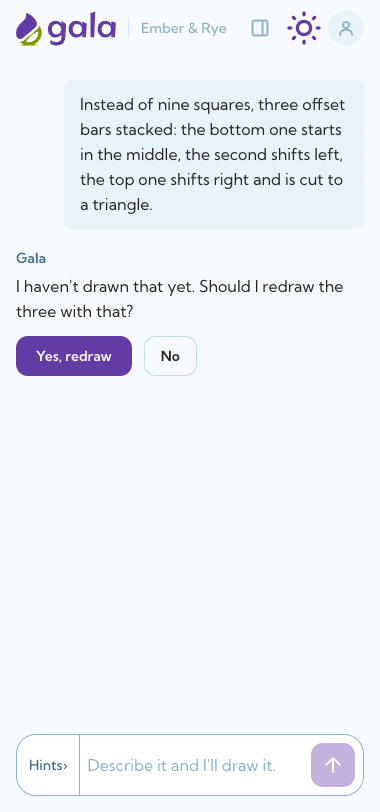 gala
Ember & Rye
Instead of nine squares, three offset
bars stacked: the bottom one starts
in the middle, the second shifts left,
the top one shifts right and is cut to
a triangle.
Gala
I haven't drawn that yet. Should I redraw the
three with that?
Yes, redraw
No
Hints›
Describe it and I'll draw it.